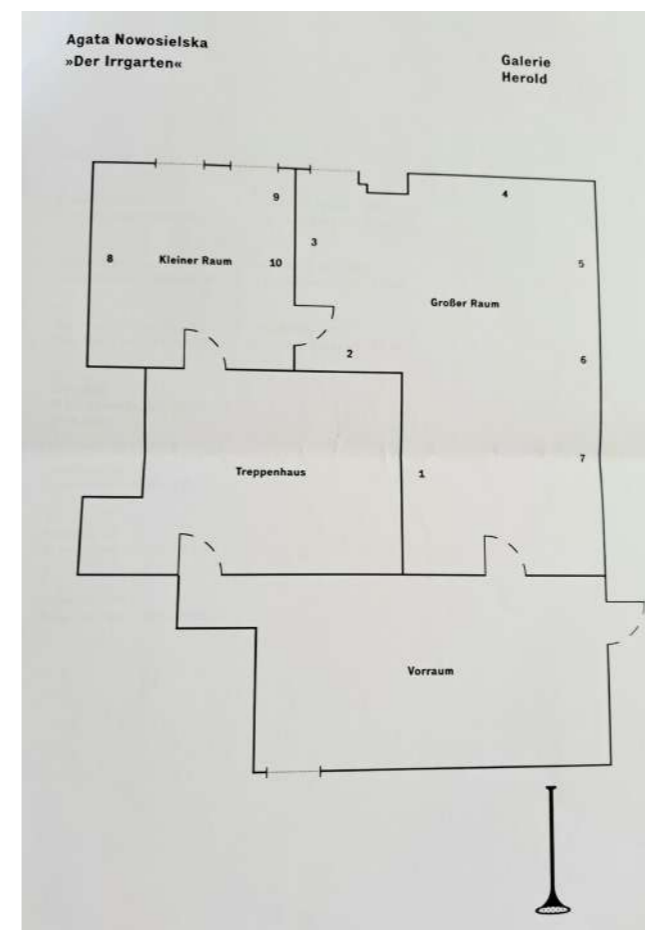 Agata Nowosielska
»Der Irrgarten«
Galerie
Herold
4
9
3
8
Kleiner Raum
10
5
Großer Raum
2
6
7
Treppenhaus
1
Vorraum